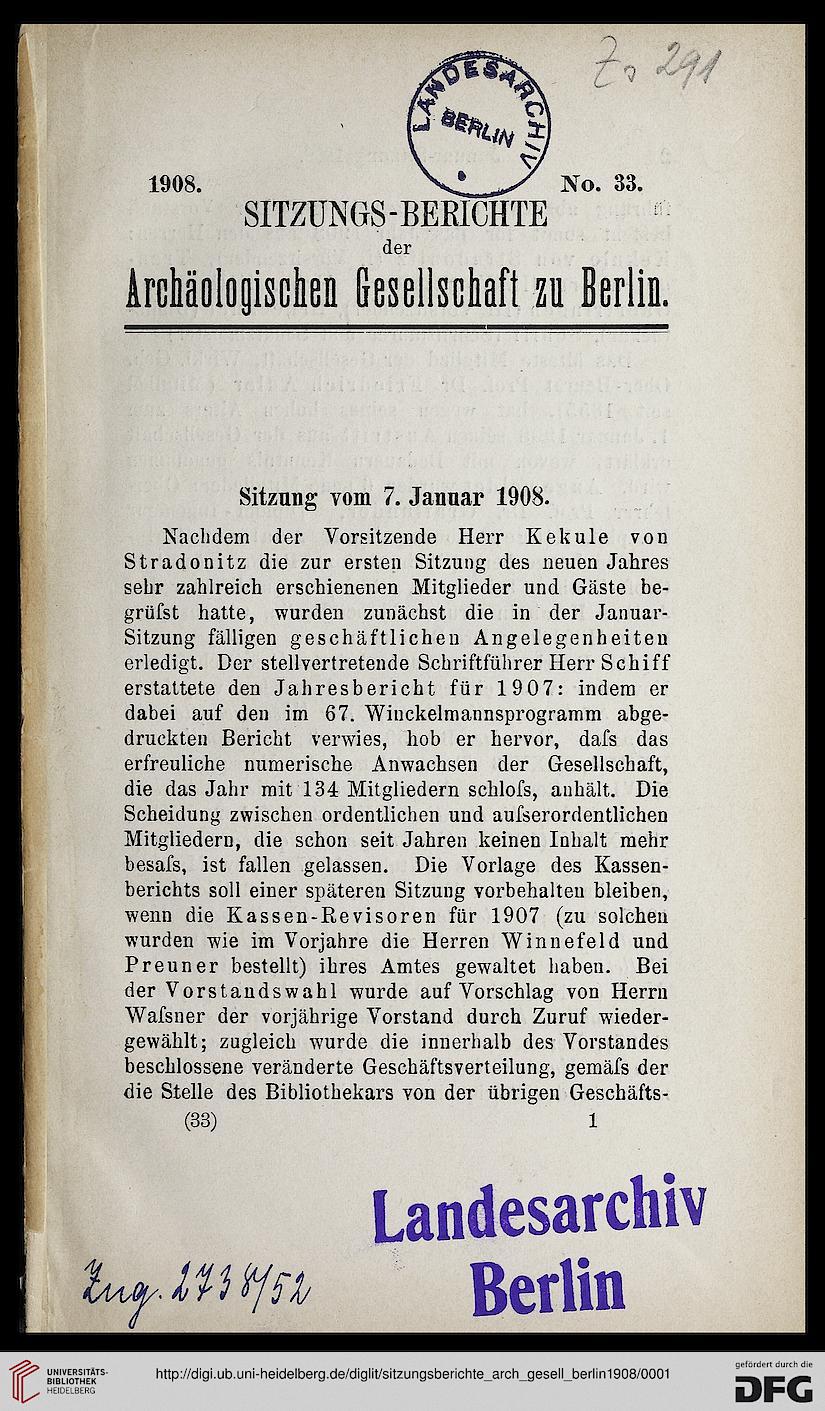 Zs 291
LANDESARCHIV
BERLIN
1908. No. 33.
SITZUNGS-BERICHTE
der
Archäologischen Gesellschaft zu Berlin.
Sitzung vom 7. Januar 1908.
Nachdem der Vorsitzende Herr Kekule von
Stradonitz die zur ersten Sitzung des neuen Jahres
sehr zahlreich erschienenen Mitglieder und Gäste be-
grüſst hatte, wurden zunächst die in der Januar-
Sitzung fälligen geschäftlichen Angelegenheiten
erledigt. Der stellvertretende Schriftführer Herr Schiff
erstattete den Jahresbericht für 1907: indem er
dabei auf den im 67. Winckelmannsprogramm abge-
druckten Bericht verwies, hob er hervor, daſs das
erfreuliche numerische Anwachsen der Gesellschaft,
die das Jahr mit 134 Mitgliedern schloſs, anhält. Die
Scheidung zwischen ordentlichen und auſserordentlichen
Mitgliedern, die schon seit Jahren keinen Inhalt mehr
besaſs, ist fallen gelassen. Die Vorlage des Kassen-
berichts soll einer späteren Sitzung vorbehalten bleiben,
wenn die Kassen-Revisoren für 1907 (zu solchen
wurden wie im Vorjahre die Herren Winnefeld und
Preuner bestellt) ihres Amtes gewaltet haben. Bei
der Vorstandswahl wurde auf Vorschlag von Herrn
Waſsner der vorjährige Vorstand durch Zuruf wieder-
gewählt; zugleich wurde die innerhalb des Vorstandes
beschlossene veränderte Geschäftsverteilung, gemäſs der
die Stelle des Bibliothekars von der übrigen Geschäfts-
(33) 1
Landesarchiv
Berlin
Zug. 2738/52
UNIVERSITÄTS-
BIBLIOTHEK
HEIDELBERG
http://digi.ub.uni-heidelberg.de/diglit/sitzungsberichte_arch_gesell_berlin1908/0001
gefördert durch die
DFG